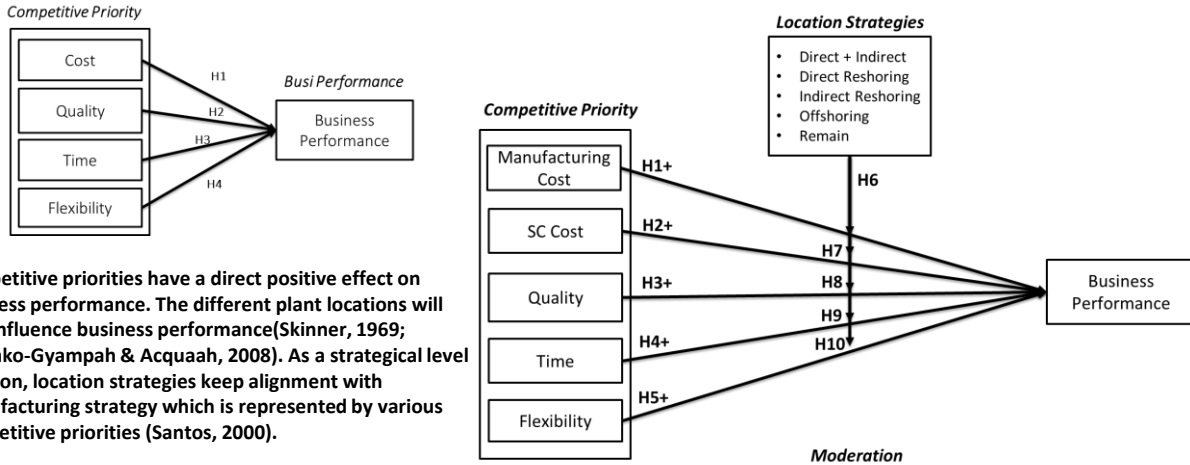 Competitive Priority
Cost
Quality
Time
Flexibility
H1
H2
H3
H4
Busi Performance
Business
Performance
petitive priorities have a direct positive effect on
ess performance. The different plant locations will
nfluence business performance(Skinner, 1969;
ko-Gyampah & Acquaah, 2008). As a strategical level
on, location strategies keep alignment with
facturing strategy which is represented by various
etitive priorities (Santos, 2000).
Location Strategies
• Direct + Indirect
• Direct Reshoring
• Indirect Reshoring
• Offshoring
• Remain
Competitive Priority
Manufacturing
Cost
SC Cost
Quality
Time
Flexibility
H1+
H2+
H3+
H4+
H5+
H6
H7
H8
H9
H10
Business
Performance
Moderation